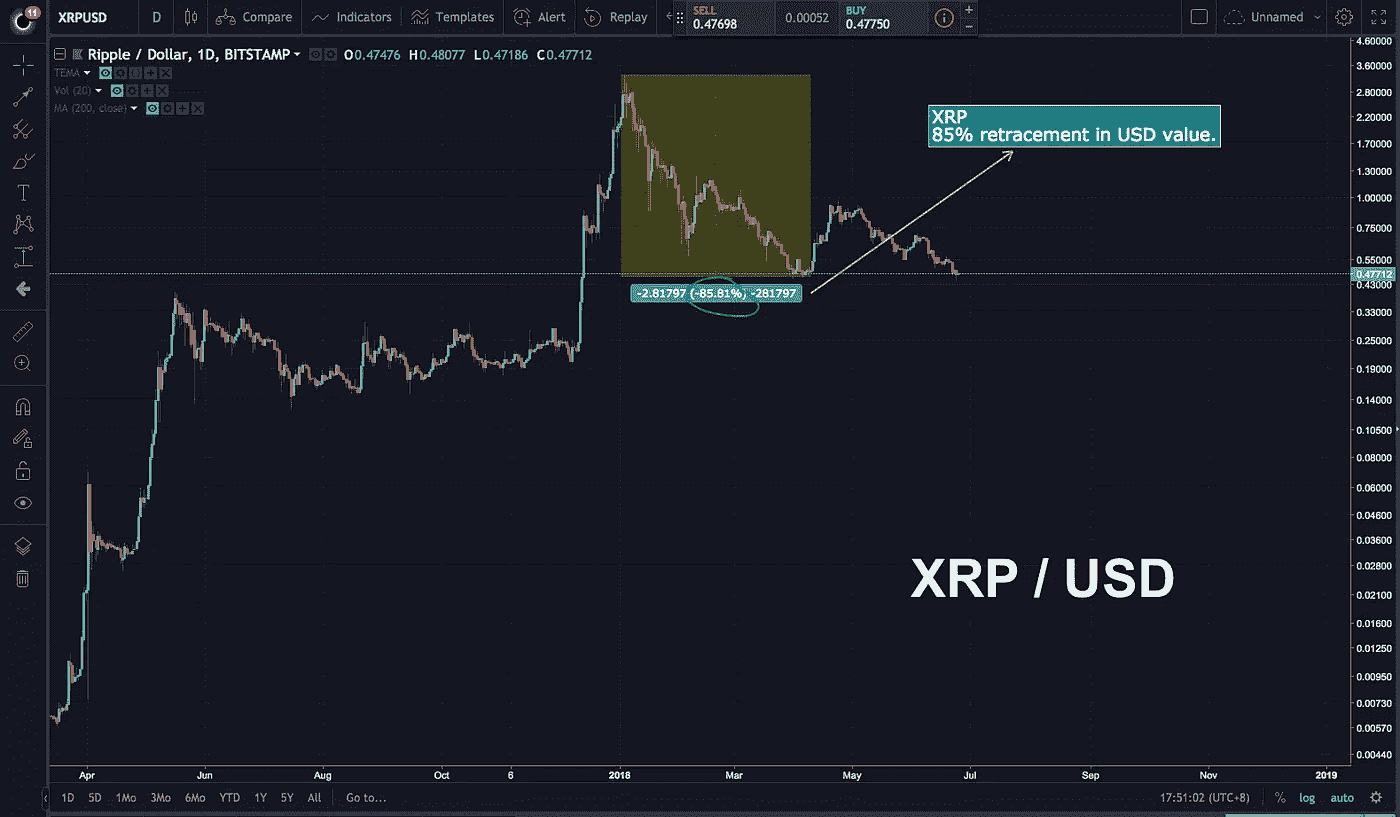 11
XRPUSD
D
Compare
Indicators
Templates
Alert
Replay
SELL
0.47698
0.00052
BUY
0.47750
Unnamed
Ripple / Dollar, 1D, BITSTAMP
O0.47476 H0.48077 L0.47186 C0.47712
TEMA
Vol (20)
MA (200, close)
XRP
85% retracement in USD value.
-2.81797 (-85.81%) -281797
XRP / USD
4.60000
3.60000
2.80000
2.20000
1.70000
1.30000
1.00000
0.75000
0.55000
0.47712
0.43000
0.33000
0.25000
0.19000
0.14000
0.10500
0.08000
0.06000
0.04600
0.03600
0.02800
0.02100
0.01600
0.01250
0.00950
0.00730
0.00570
0.00440
Apr Jun Aug Oct 6 2018 Mar May Jul Sep Nov 2019
1D 5D 1Mo 3Mo 6Mo YTD 1Y 5Y All Go to... 17:51:02 (UTC+8) % log auto